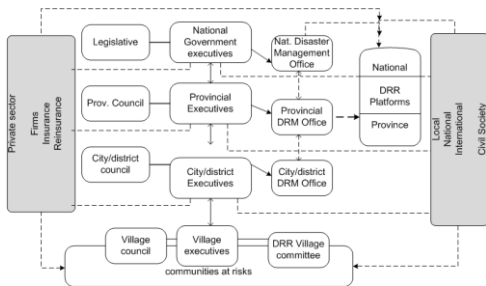 Private sector
Firms
Insurance
Reinsurance
Legislative
National
Government
executives
Nat. Disaster
Management
Office
Prov. Council
Provincial
Executives
Provincial
DRM Office
City/district
council
City/district
Executives
City/district
DRM Office
National
DRR
Platforms
Province
Local
National
International
Civil Society
Village
council
Village
executives
DRR Village
committee
communities at risks